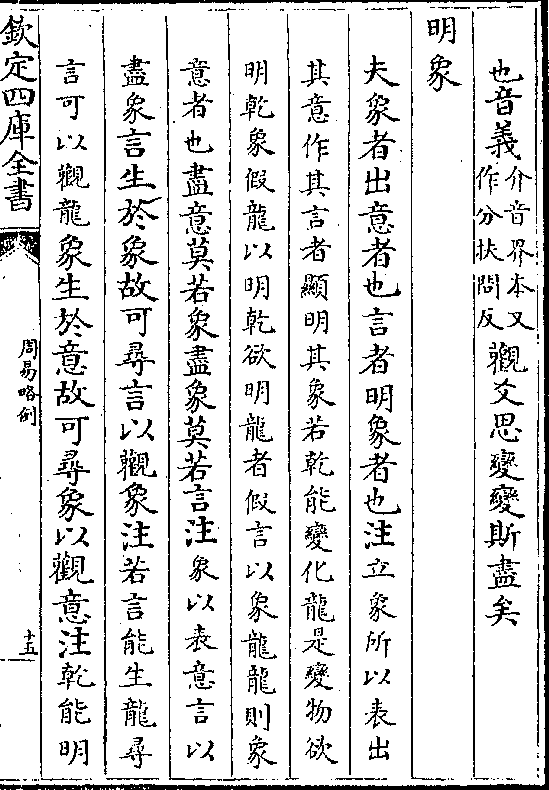 也音義介音界本又作分扶問反觀爻思變變斯盡矣
明象
夫象者出意者也言者明象者也注立象所以表出
其意作其言者顯明其象若乾能變化龍是變物欲
明乾象假龍以明乾欲明龍者假言以象龍龍則象
意者也盡意莫若象盡象莫若言注象以表意言以
盡象言生於象故可尋言以觀象注若言能生龍尋
言可以觀龍象生於意故可尋象以觀意注乾能明
欽定四庫全書
周易略例
十五